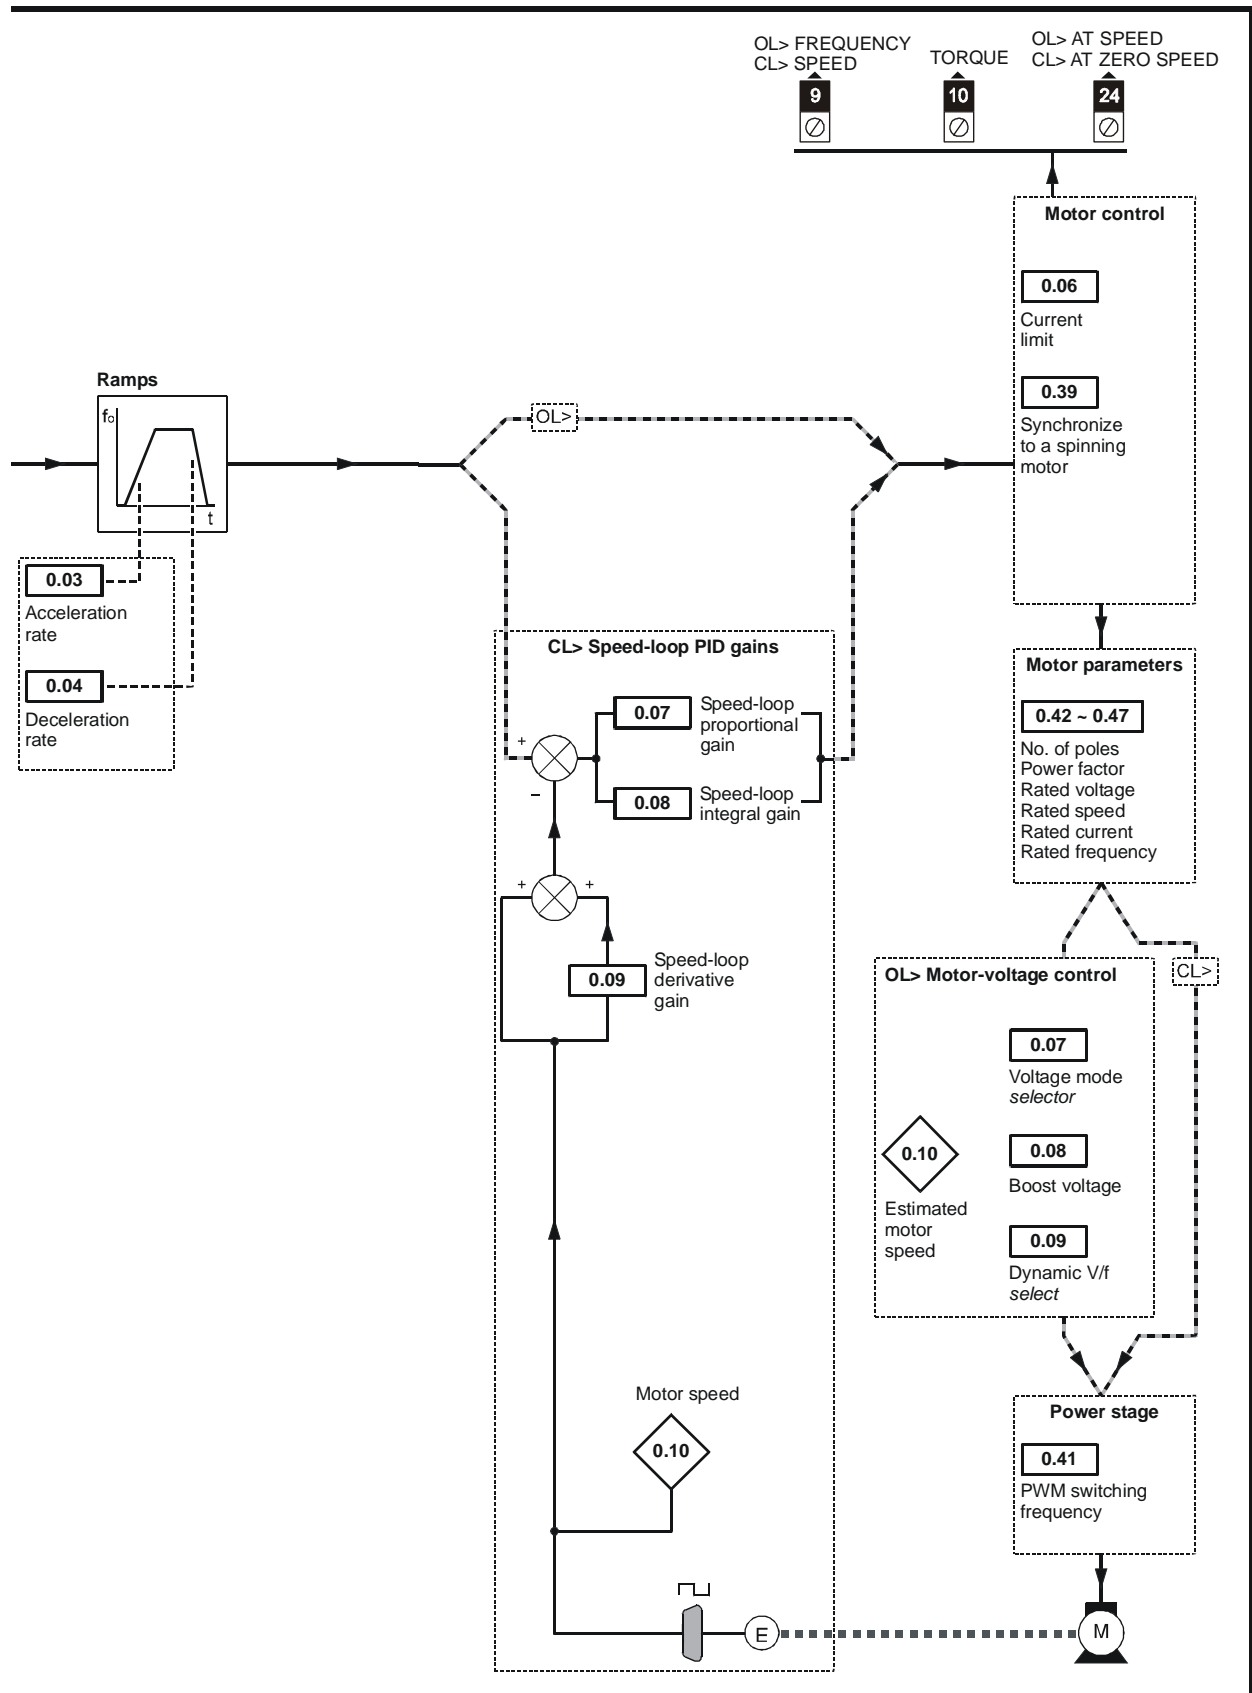 OL> FREQUENCY
CL> SPEED
TORQUE
OL> AT SPEED
CL> AT ZERO SPEED
9
10
24
Motor control
0.06
Current
limit
0.39
Synchronize
to a spinning
motor
Ramps
fo
t
OL>
0.03
Acceleration
rate
0.04
Deceleration
rate
CL> Speed-loop PID gains
0.07
Speed-loop
proportional
gain
+
−
0.08
Speed-loop
integral gain
+
+
0.09
Speed-loop
derivative
gain
Motor parameters
0.42 ~ 0.47
No. of poles
Power factor
Rated voltage
Rated speed
Rated current
Rated frequency
OL> Motor-voltage control
CL>
0.07
Voltage mode
selector
0.10
Estimated
motor
speed
0.08
Boost voltage
0.09
Dynamic V/f
select
Motor speed
0.10
Power stage
0.41
PWM switching
frequency
E
M